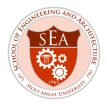 SCHOOL OF ENGINEERING AND ARCHITECTURE
SEA
HOLY ANGEL UNIVERSITY